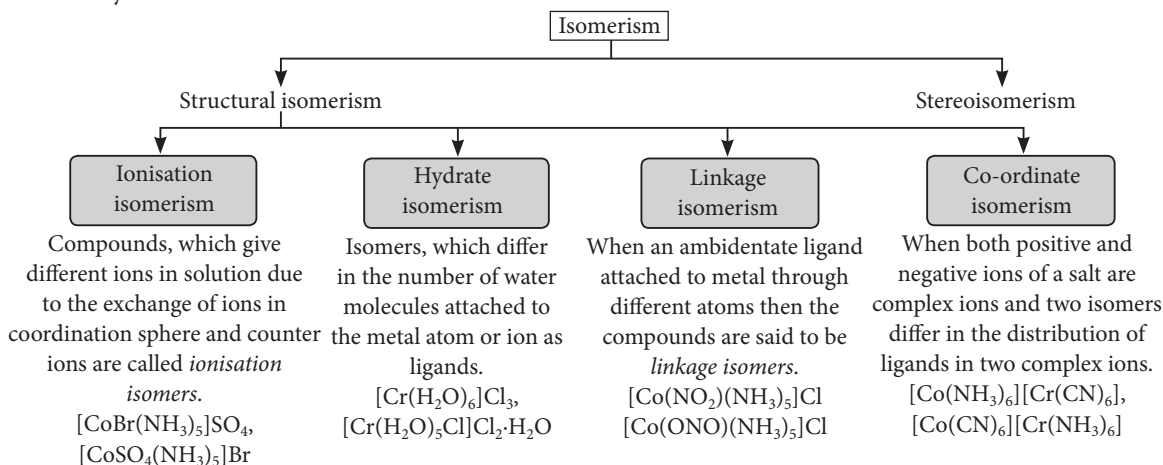 Isomerism
Structural isomerism
Stereoisomerism
Ionisation
isomerism
Compounds, which give
different ions in solution due
to the exchange of ions in
coordination sphere and counter
ions are called ionisation
isomers.
[CoBr(NH₃)₅]SO₄,
[CoSO₄(NH₃)₅]Br
Hydrate
isomerism
Isomers, which differ
in the number of water
molecules attached to
the metal atom or ion as
ligands.
[Cr(H₂O)₆]Cl₃,
[Cr(H₂O)₅Cl]Cl₂·H₂O
Linkage
isomerism
When an ambidentate ligand
attached to metal through
different atoms then the
compounds are said to be
linkage isomers.
[Co(NO₂)(NH₃)₅]Cl
[Co(ONO)(NH₃)₅]Cl
Co-ordinate
isomerism
When both positive and
negative ions of a salt are
complex ions and two isomers
differ in the distribution of
ligands in two complex ions.
[Co(NH₃)₆][Cr(CN)₆],
[Co(CN)₆][Cr(NH₃)₆]